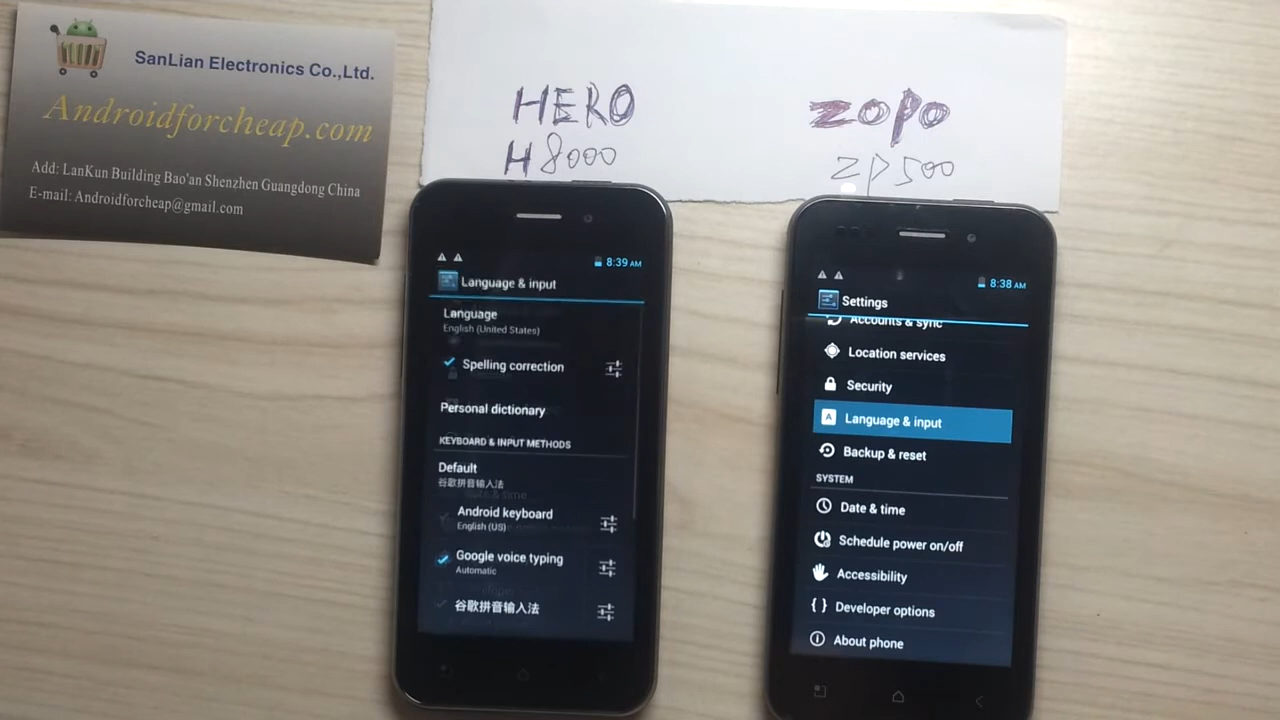 SanLian Electronics Co.,Ltd.
Androidforcheap.com
Add: LanKun Building Bao'an Shenzhen Guangdong China
E-mail: Androidforcheap@gmail.com
HERO
H8000
ZOPO
ZP500
8:39 AM
Language & input
Language
English (United States)
Spelling correction
Personal dictionary
KEYBOARD & INPUT METHODS
Default
谷歌拼音输入法
Android keyboard
English (US)
Google voice typing
Automatic
谷歌拼音输入法
8:38 AM
Settings
Accounts & sync
Location services
Security
A Language & input
Backup & reset
SYSTEM
Date & time
Schedule power on/off
Accessibility
{ } Developer options
About phone